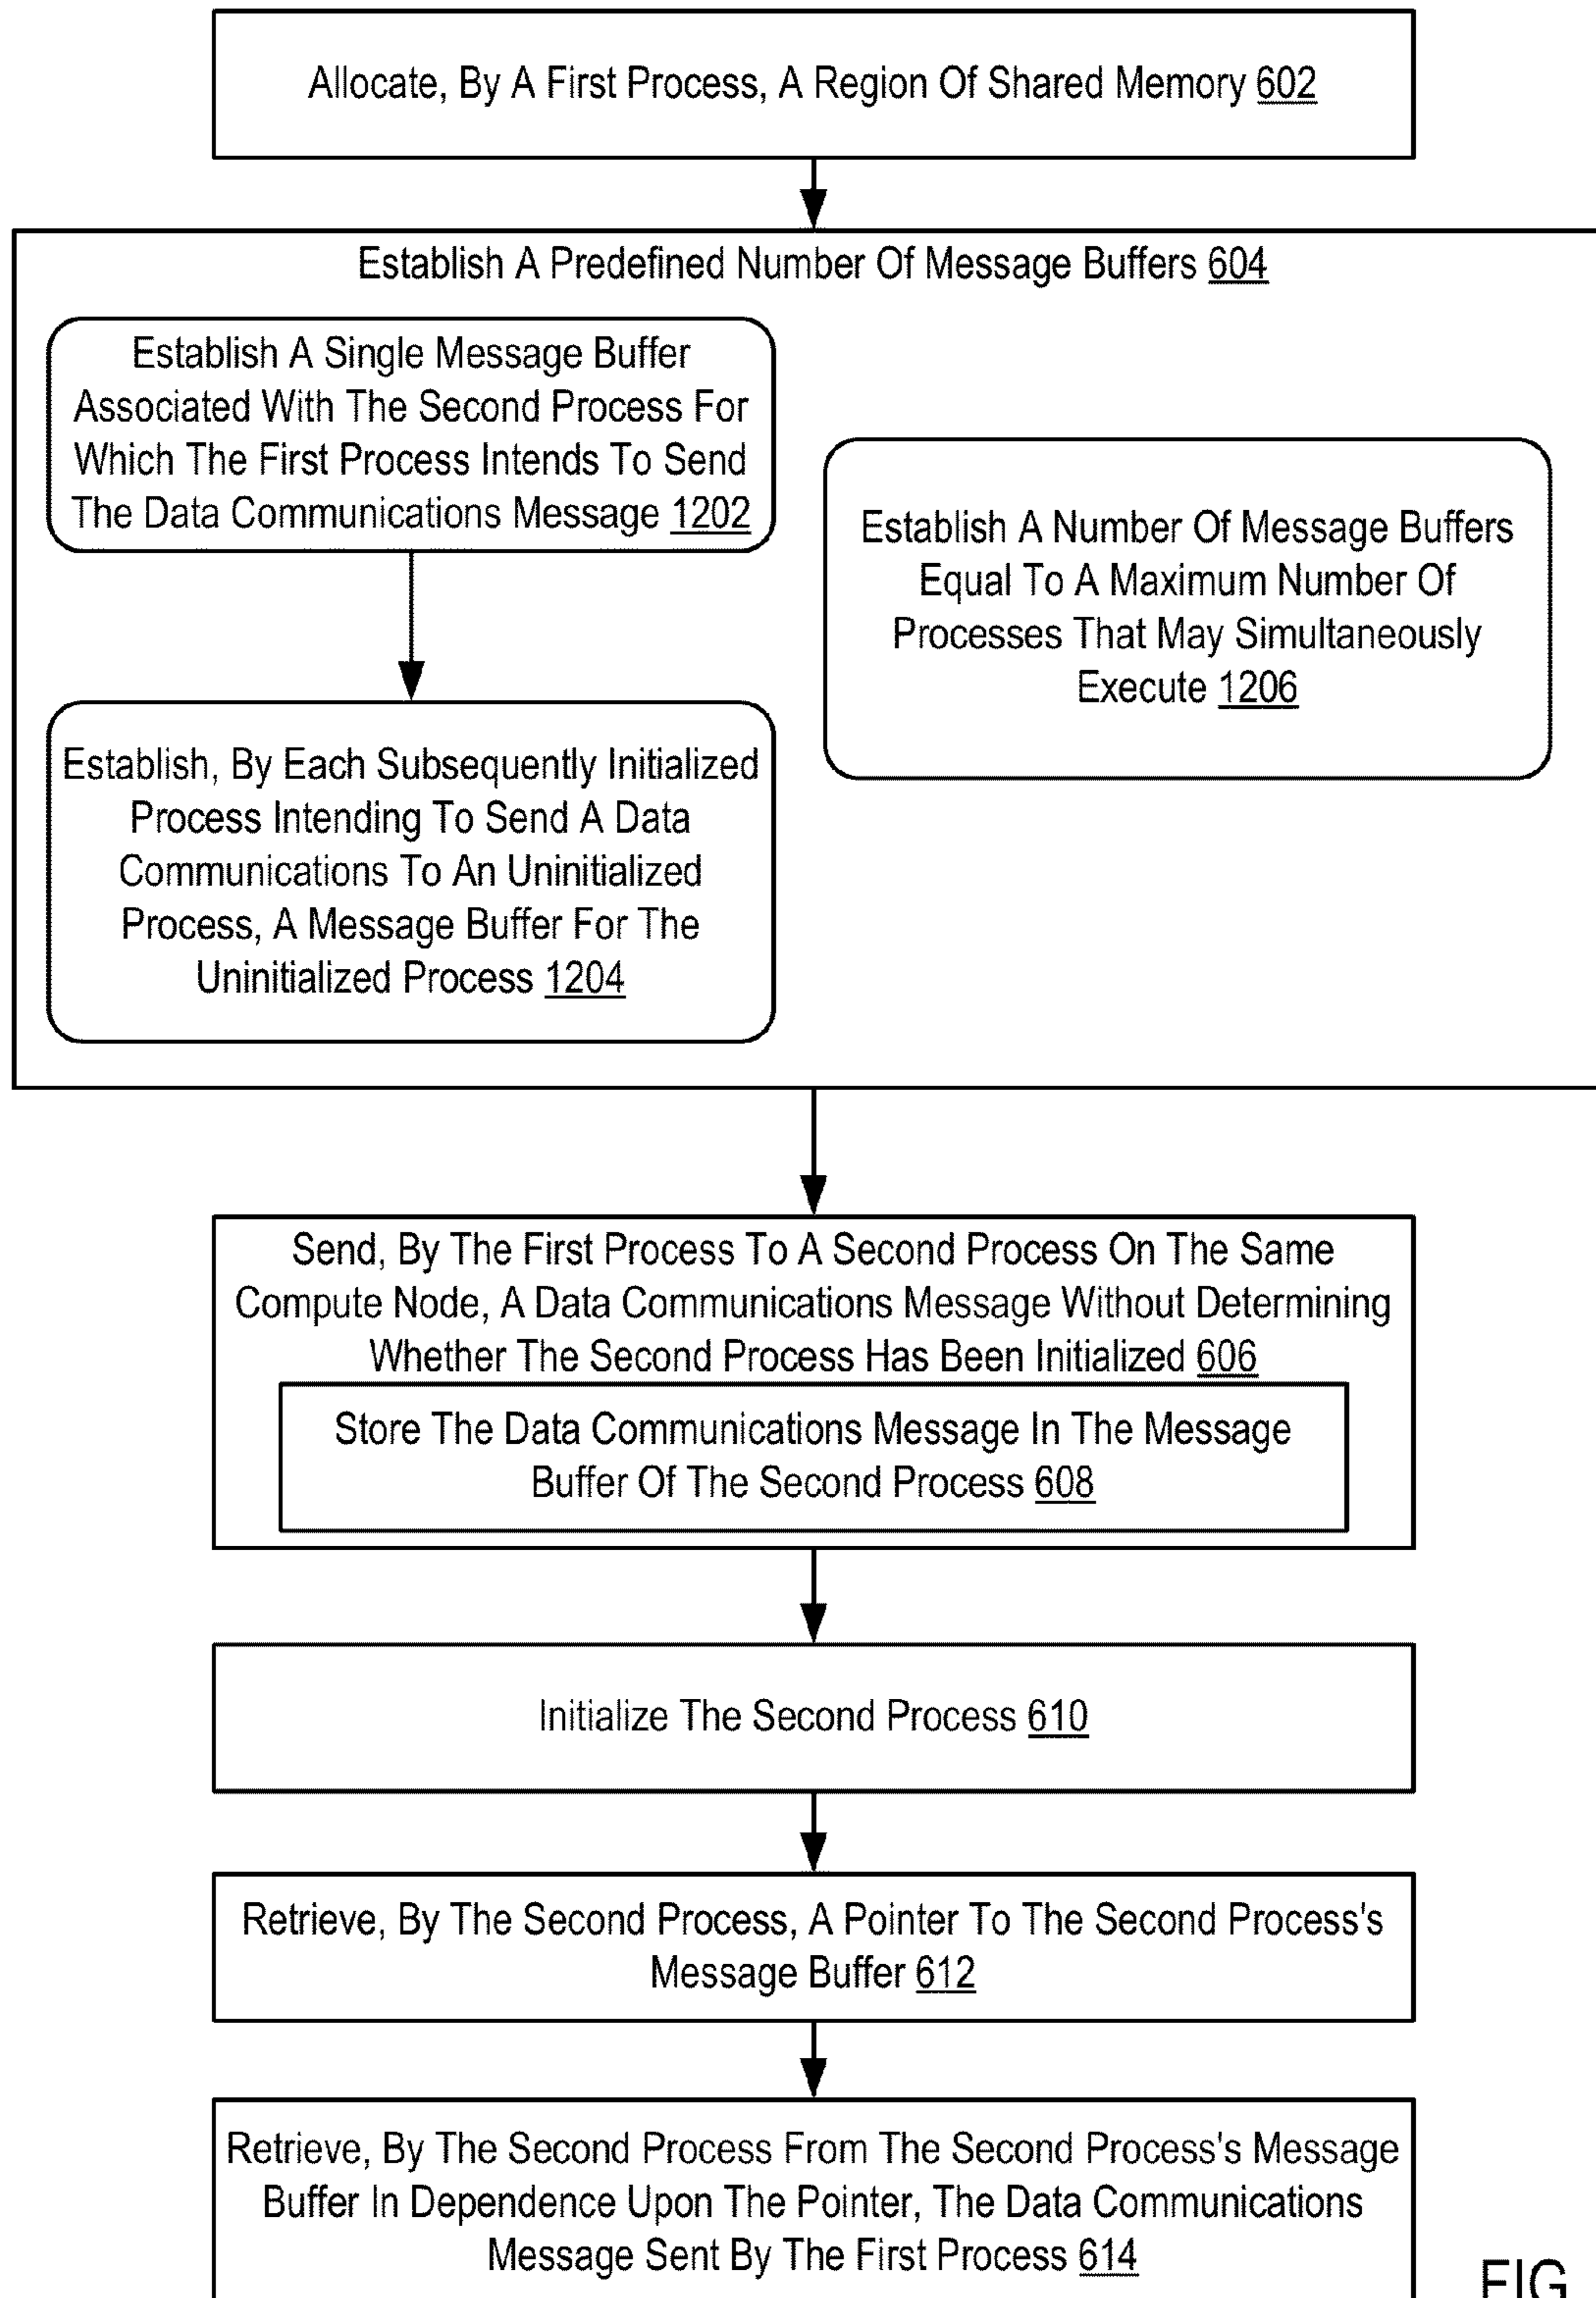 Allocate, By A First Process, A Region Of Shared Memory 602
Establish A Predefined Number Of Message Buffers 604
Establish A Single Message Buffer
Associated With The Second Process For
Which The First Process Intends To Send
The Data Communications Message 1202
Establish, By Each Subsequently Initialized
Process Intending To Send A Data
Communications To An Uninitialized
Process, A Message Buffer For The
Uninitialized Process 1204
Establish A Number Of Message Buffers
Equal To A Maximum Number Of
Processes That May Simultaneously
Execute 1206
Send, By The First Process To A Second Process On The Same
Compute Node, A Data Communications Message Without Determining
Whether The Second Process Has Been Initialized 606
Store The Data Communications Message In The Message
Buffer Of The Second Process 608
Initialize The Second Process 610
Retrieve, By The Second Process, A Pointer To The Second Process's
Message Buffer 612
Retrieve, By The Second Process From The Second Process's Message
Buffer In Dependence Upon The Pointer, The Data Communications
Message Sent By The First Process 614
FIG